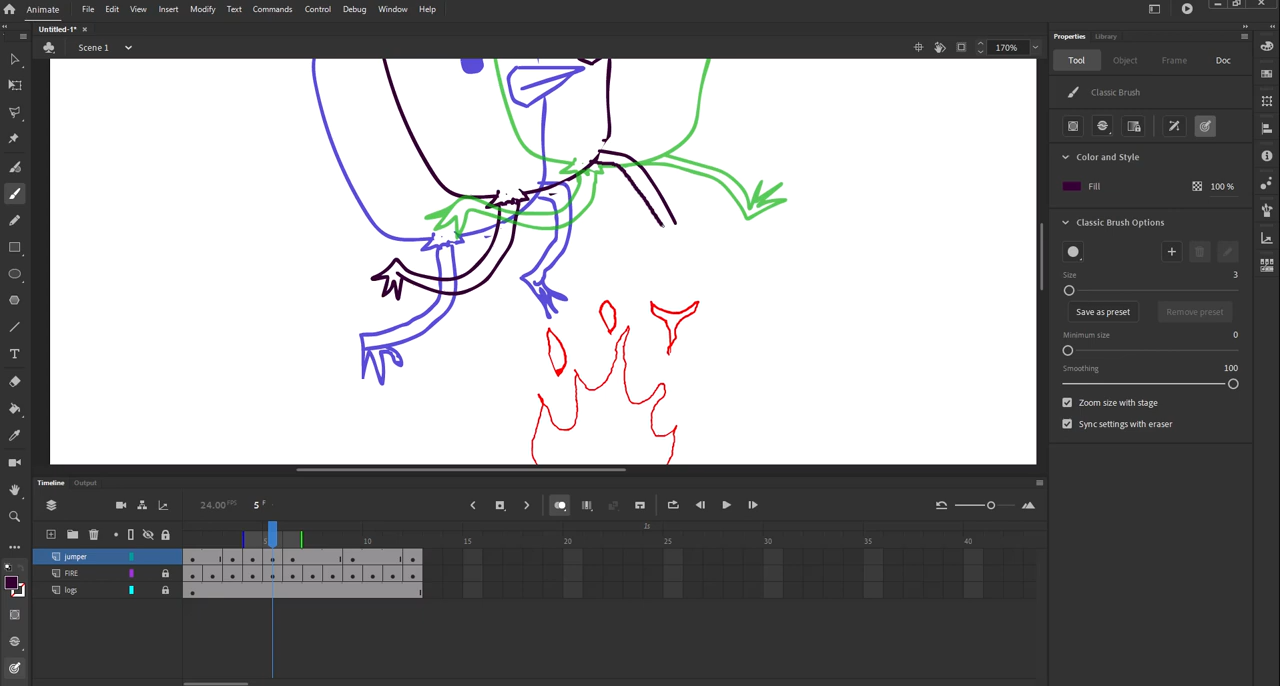 Animate File Edit View Insert Modify Text Commands Control Debug Window Help
Untitled-1* ×
Scene 1 170%
Properties Library
Tool Object Frame Doc
Classic Brush
Color and Style
Fill 100 %
Classic Brush Options
Size 3
Save as preset Remove preset
Minimum size 0
Smoothing 100
Zoom size with stage
Sync settings with eraser
Timeline Output
24.00 FPS 5 F
1s
5 10 15 20 25 30 35 40
jumper
FIRE
logs